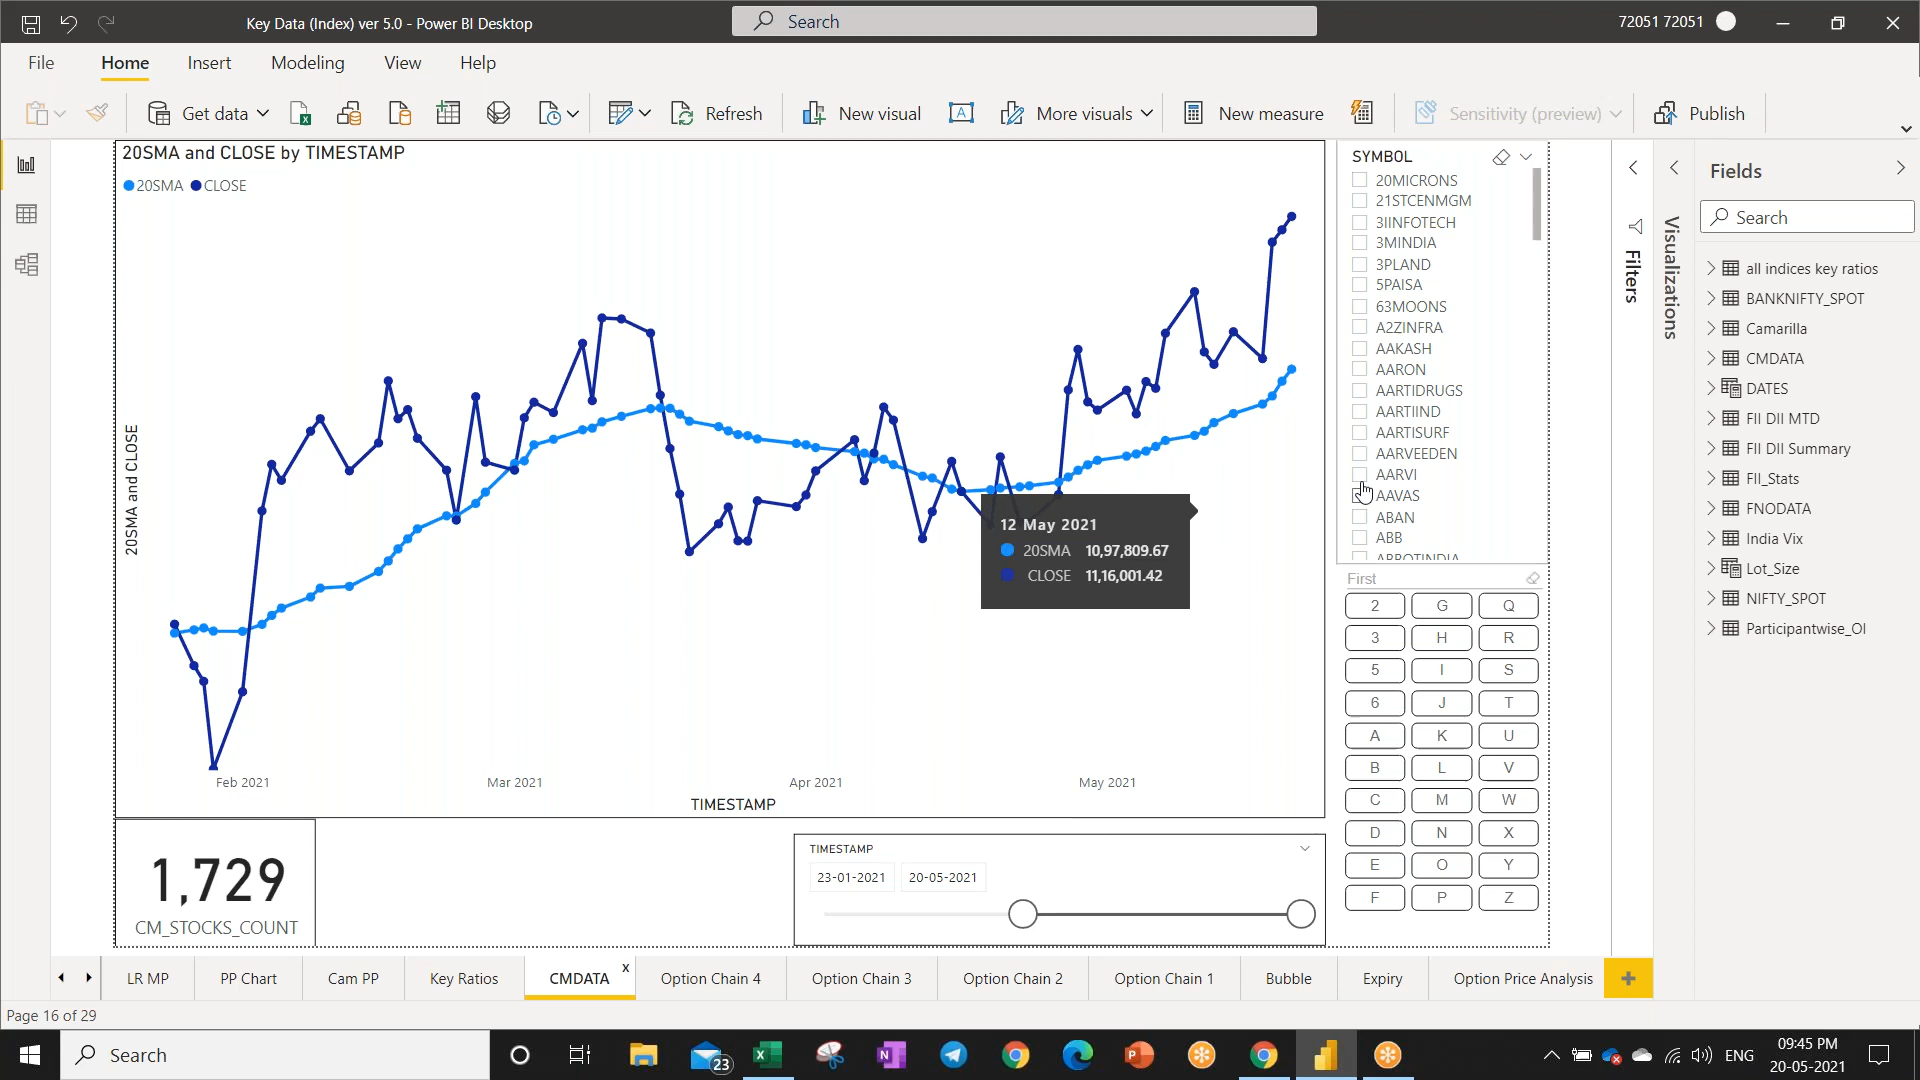 Key Data (Index) ver 5.0 - Power BI Desktop
Search
72051 72051
File
Home
Insert
Modeling
View
Help
Get data
Refresh
New visual
More visuals
New measure
Sensitivity (preview)
Publish
20SMA and CLOSE by TIMESTAMP
20SMA
CLOSE
20SMA and CLOSE
12 May 2021
20SMA 10,97,809.67
CLOSE 11,16,001.42
Feb 2021
Mar 2021
Apr 2021
May 2021
TIMESTAMP
1,729
CM_STOCKS_COUNT
TIMESTAMP
23-01-2021
20-05-2021
SYMBOL
20MICRONS
21STCENMGM
3IINFOTECH
3MINDIA
3PLAND
5PAISA
63MOONS
A2ZINFRA
AAKASH
AARON
AARTIDRUGS
AARTIIND
AARTISURF
AARVEEDEN
AARVI
AAVAS
ABAN
ABB
ABBOTINDIA
First
2 G Q
3 H R
5 I S
6 J T
A K U
B L V
C M W
D N X
E O Y
F P Z
Filters
Visualizations
Fields
Search
all indices key ratios
BANKNIFTY_SPOT
Camarilla
CMDATA
DATES
FII DII MTD
FII DII Summary
FII_Stats
FNODATA
India Vix
Lot_Size
NIFTY_SPOT
Participantwise_OI
LR MP
PP Chart
Cam PP
Key Ratios
CMDATA
x
Option Chain 4
Option Chain 3
Option Chain 2
Option Chain 1
Bubble
Expiry
Option Price Analysis
+
Page 16 of 29
Search
23
ENG
09:45 PM
20-05-2021